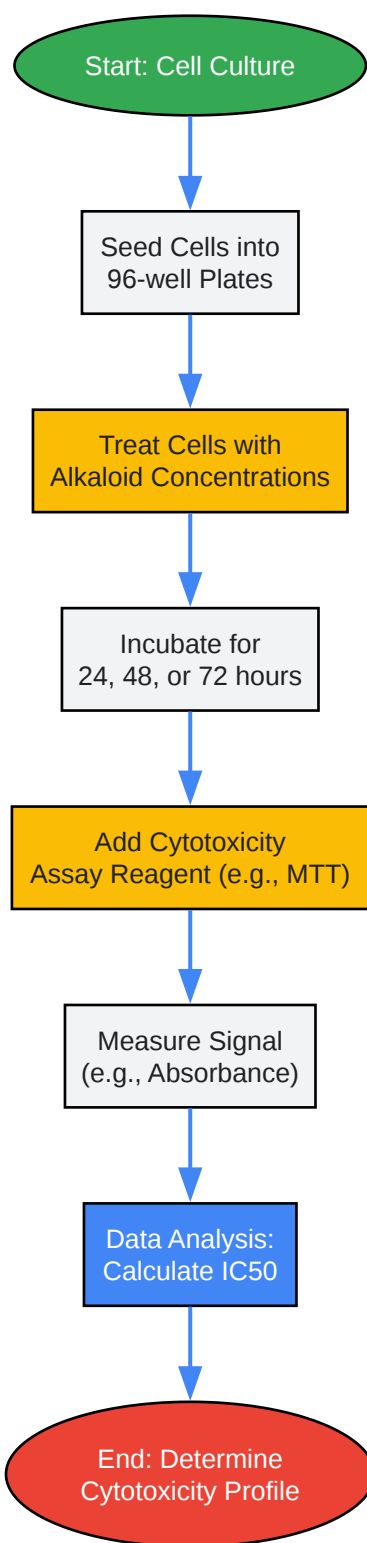 Start: Cell Culture
Seed Cells into
96-well Plates
Treat Cells with
Alkaloid Concentrations
Incubate for
24, 48, or 72 hours
Add Cytotoxicity
Assay Reagent (e.g., MTT)
Measure Signal
(e.g., Absorbance)
Data Analysis:
Calculate IC50
End: Determine
Cytotoxicity Profile